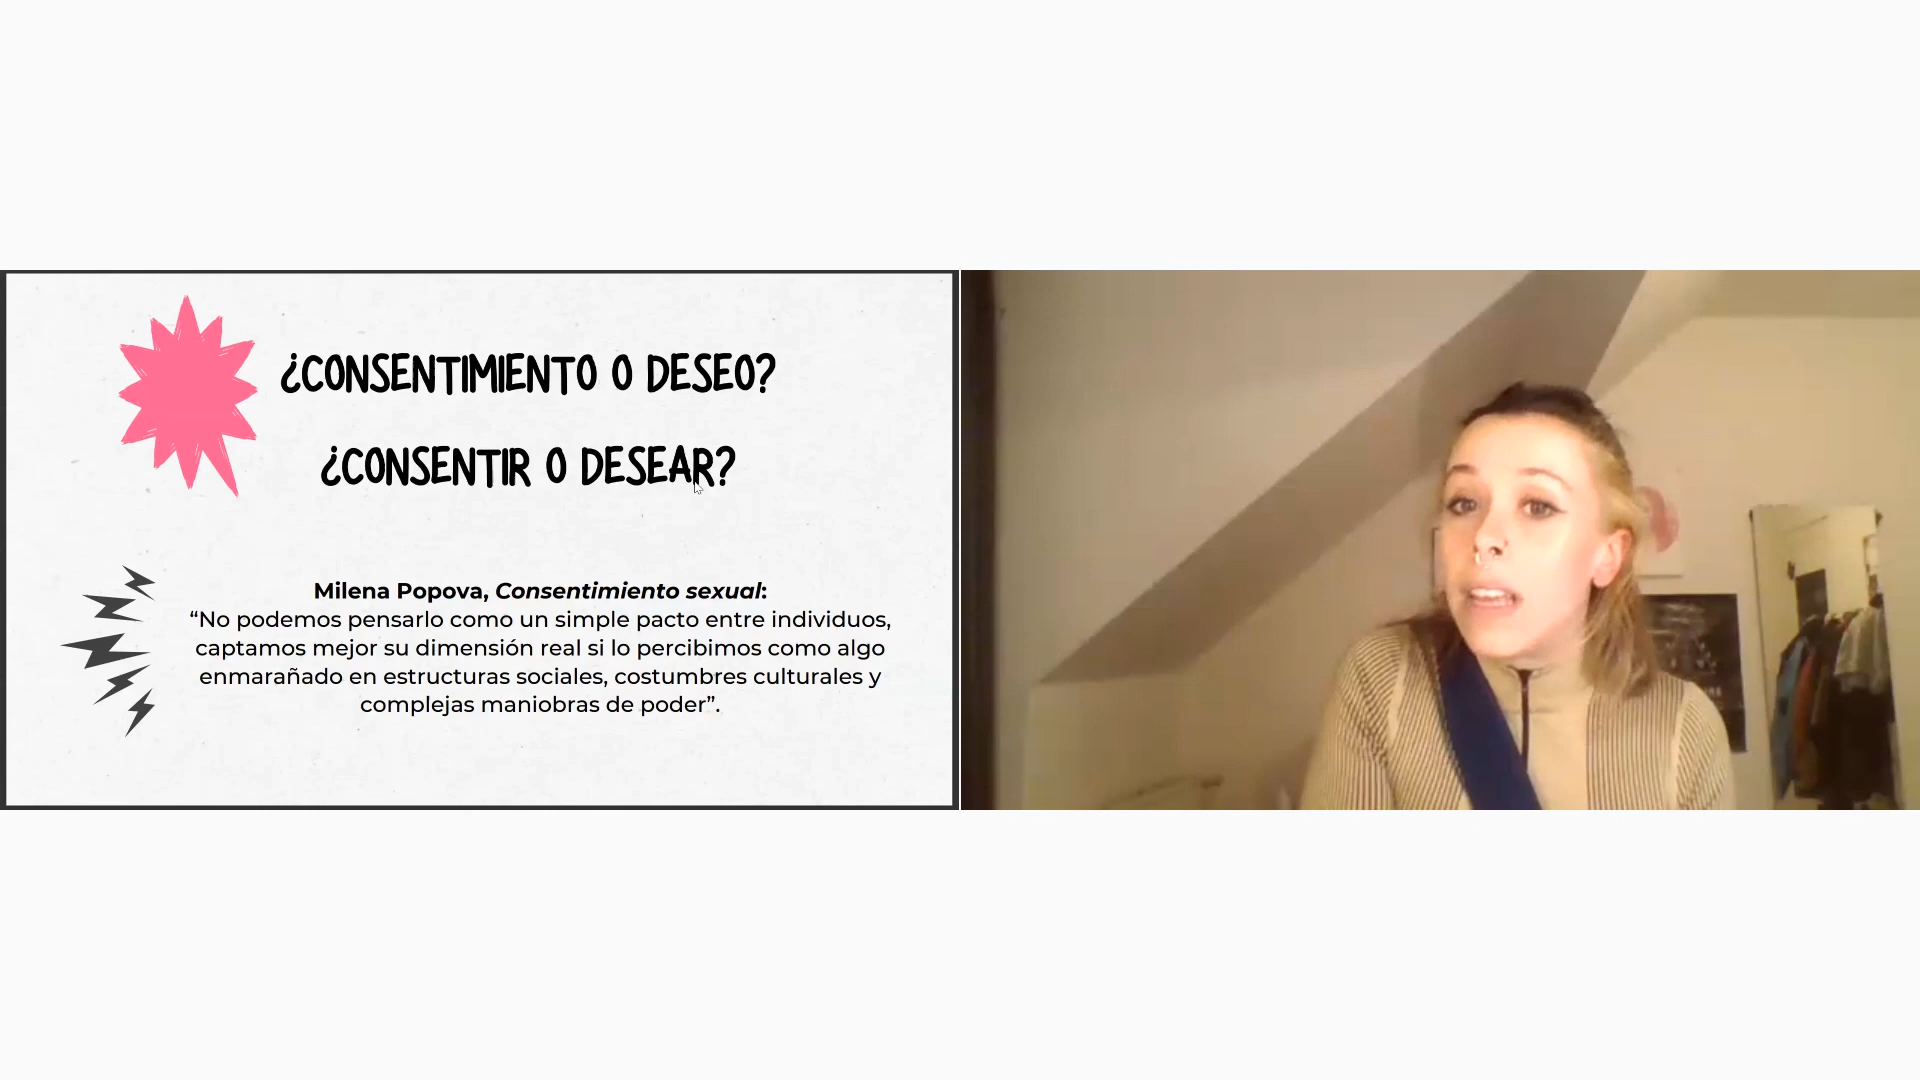 ¿CONSENTIMIENTO O DESEO?
¿CONSENTIR O DESEAR?
Milena Popova, Consentimiento sexual:
“No podemos pensarlo como un simple pacto entre individuos,
captamos mejor su dimensión real si lo percibimos como algo
enmarañado en estructuras sociales, costumbres culturales y
complejas maniobras de poder”.